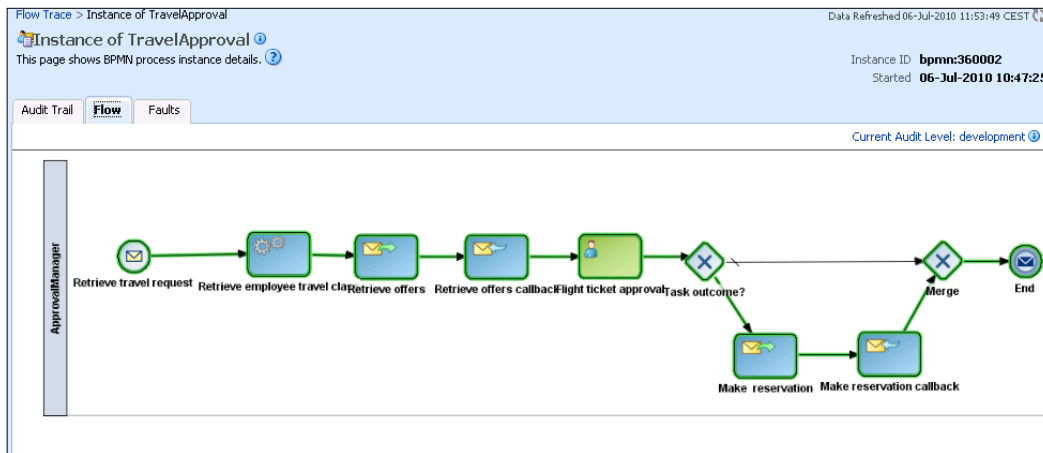 Flow Trace > Instance of TravelApproval
Data Refreshed 06-Jul-2010 11:53:49 CEST
Instance of TravelApproval
This page shows BPMN process instance details.
Instance ID bpmn:360002
Started 06-Jul-2010 10:47:25
Audit Trail Flow Faults
Current Audit Level: development
ApprovalManager
Retrieve travel request
Retrieve employee travel clas
Retrieve offers
Retrieve offers callback
Flight ticket approval
Task outcome?
Merge
End
Make reservation
Make reservation callback